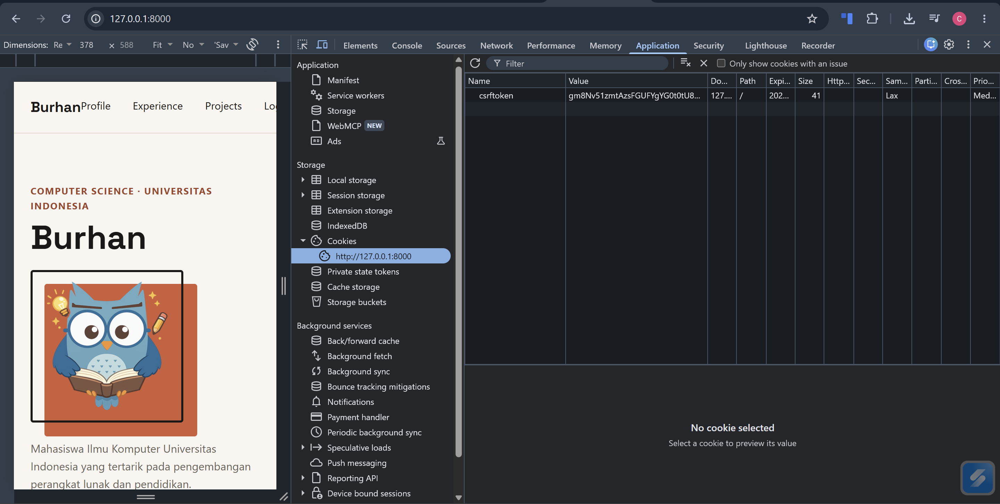 127.0.0.1:8000
C
Dimensions: Re 378 × 588 Fit No 'Sav
Elements Console Sources Network Performance Memory Application Security Lighthouse Recorder
Burhan Profile Experience Projects Log
COMPUTER SCIENCE · UNIVERSITAS
INDONESIA
Burhan
Mahasiswa Ilmu Komputer Universitas
Indonesia yang tertarik pada pengembangan
perangkat lunak dan pendidikan.
Application
Manifest
Service workers
Storage
WebMCP NEW
AD Ads
Storage
Local storage
Session storage
Extension storage
IndexedDB
Cookies
http://127.0.0.1:8000
Private state tokens
Cache storage
Storage buckets
Background services
Back/forward cache
Background fetch
Background sync
Bounce tracking mitigations
Notifications
Payment handler
Periodic background sync
Speculative loads
Push messaging
Reporting API
Device bound sessions
Filter
Only show cookies with an issue
Name Value Do... Path Expi... Size Http... Sec... Sam... Parti... Cros... Prio...
csrftoken gm8Nv51zmtAzsFGUFYgYG0t0tU8... 127.... / 202... 41 Lax Med...
No cookie selected
Select a cookie to preview its value